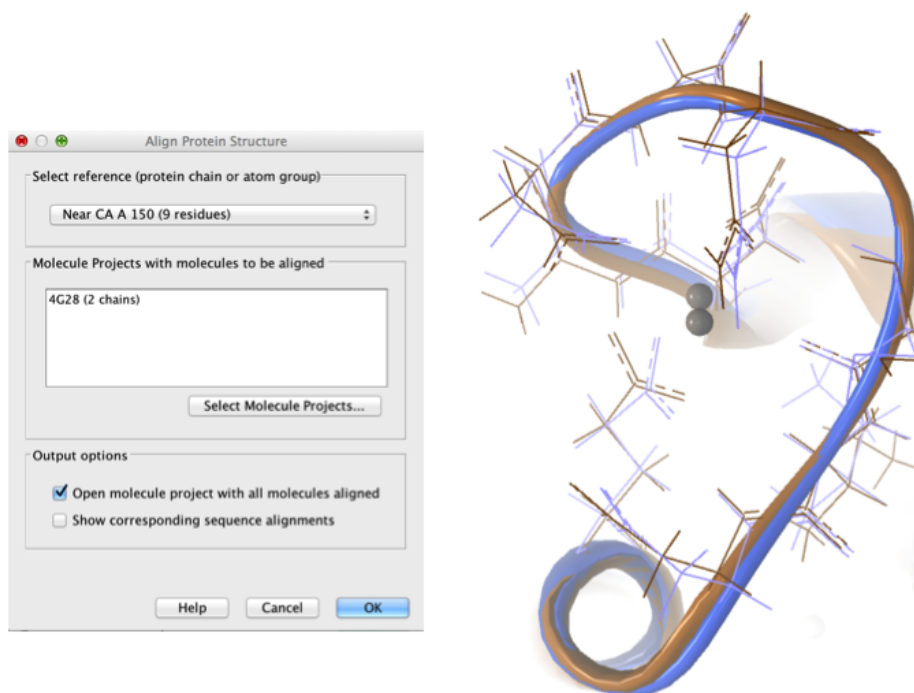 Align Protein Structure
Select reference (protein chain or atom group)
Near CA A 150 (9 residues)
Molecule Projects with molecules to be aligned
4G28 (2 chains)
Select Molecule Projects...
Output options
Open molecule project with all molecules aligned
Show corresponding sequence alignments
Help Cancel OK